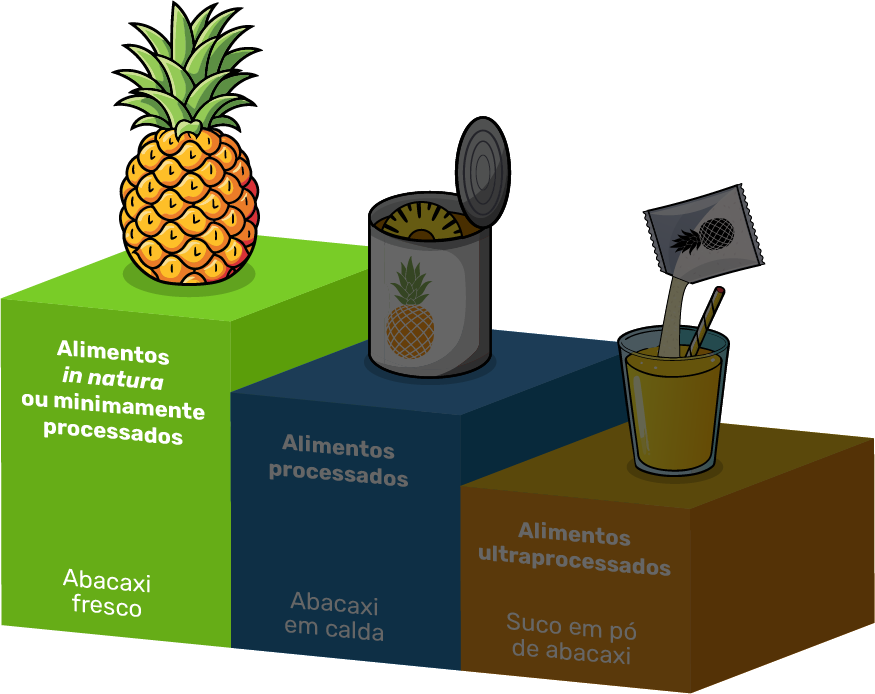 Alimentos
in natura
ou minimamente
processados
Abacaxi
fresco
Alimentos
processados
Abacaxi
em calda
Alimentos
ultraprocessados
Suco em pó
de abacaxi